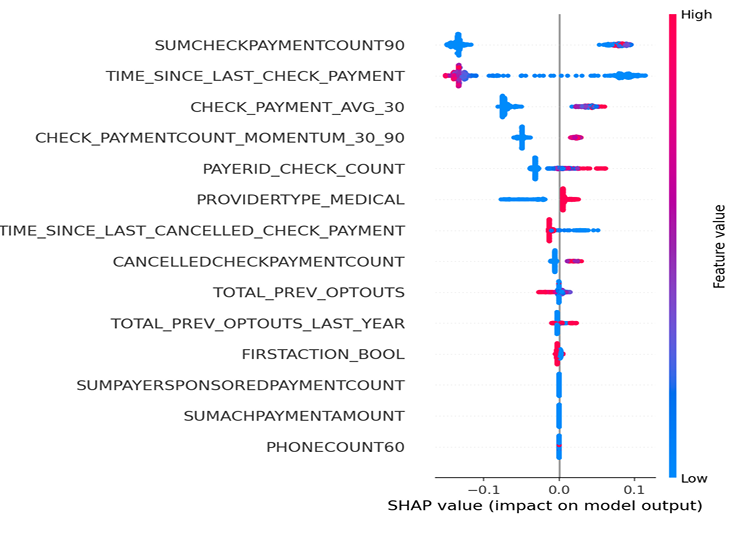 High
SUMCHECKPAYMENTCOUNT90
TIME_SINCE_LAST_CHECK_PAYMENT
CHECK_PAYMENT_AVG_30
CHECK_PAYMENTCOUNT_MOMENTUM_30_90
PAYERID_CHECK_COUNT
PROVIDERTYPE_MEDICAL
TIME_SINCE_LAST_CANCELLED_CHECK_PAYMENT
CANCELLEDCHECKPAYMENTCOUNT
TOTAL_PREV_OPTOUTS
TOTAL_PREV_OPTOUTS_LAST_YEAR
FIRSTACTION_BOOL
SUMPAYERSPONSOREDPAYMENTCOUNT
SUMACHPAYMENTAMOUNT
PHONECOUNT60
Feature value
Low
−0.1 0.0 0.1
SHAP value (impact on model output)